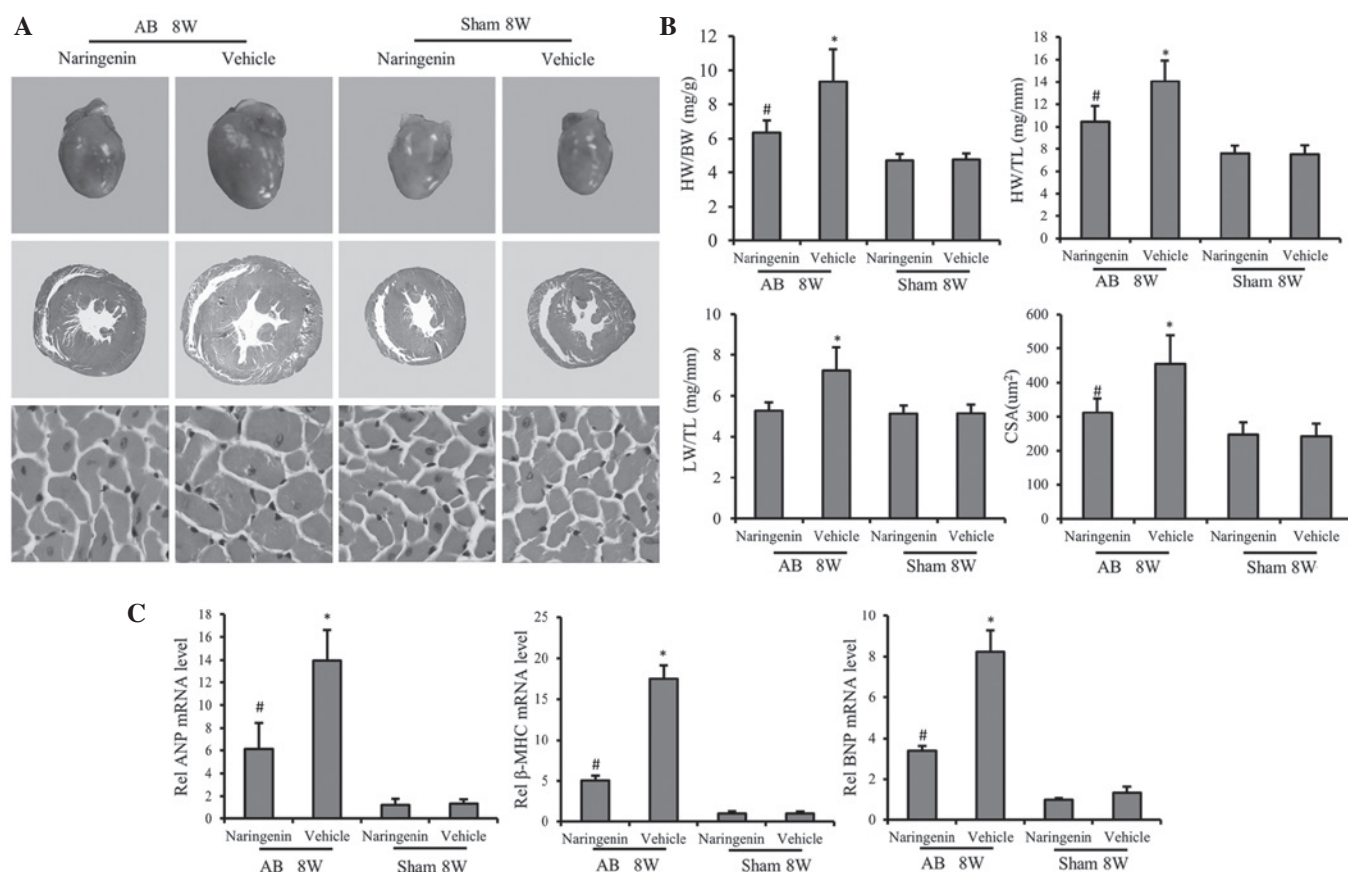 A
AB 8W
Sham 8W
Naringenin
Vehicle
Naringenin
Vehicle
B
HW/BW (mg/g)
12
10
8
6
4
2
0
#
*
Naringenin Vehicle Naringenin Vehicle
AB 8W
Sham 8W
HW/TL (mg/mm)
18
16
14
12
10
8
6
4
2
0
#
*
Naringenin Vehicle Naringenin Vehicle
AB 8W
Sham 8W
LW/TL (mg/mm)
10
8
6
4
2
0
*
Naringenin Vehicle Naringenin Vehicle
AB 8W
Sham 8W
CSA(um²)
600
500
400
300
200
100
0
#
*
Naringenin Vehicle Naringenin Vehicle
AB 8W
Sham 8W
C
Rel ANP mRNA level
18
16
14
12
10
8
6
4
2
0
#
*
Naringenin Vehicle Naringenin Vehicle
AB 8W
Sham 8W
Rel β-MHC mRNA level
25
20
15
10
5
0
#
*
Naringenin Vehicle Naringenin Vehicle
AB 8W
Sham 8W
Rel BNP mRNA level
10
8
6
4
2
0
#
*
Naringenin Vehicle Naringenin Vehicle
AB 8W
Sham 8W